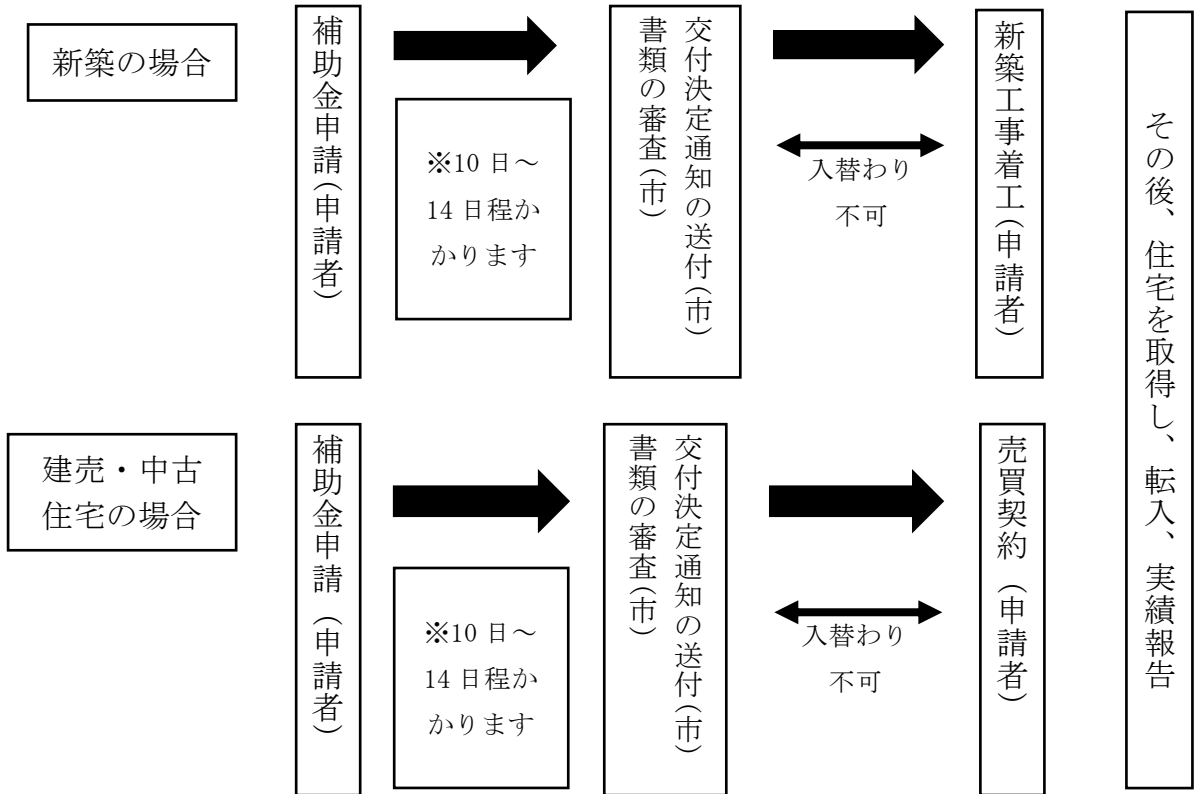 新築の場合
補助金申請(申請者)
※10日～
14日程か
かります
交付決定通知の送付(市)
書類の審査(市)
入替わり
不可
新築工事着工(申請者)
建売・中古
住宅の場合
補助金申請(申請者)
※10日～
14日程か
かります
交付決定通知の送付(市)
書類の審査(市)
入替わり
不可
売買契約(申請者)
その後、住宅を取得し、転入、実績報告